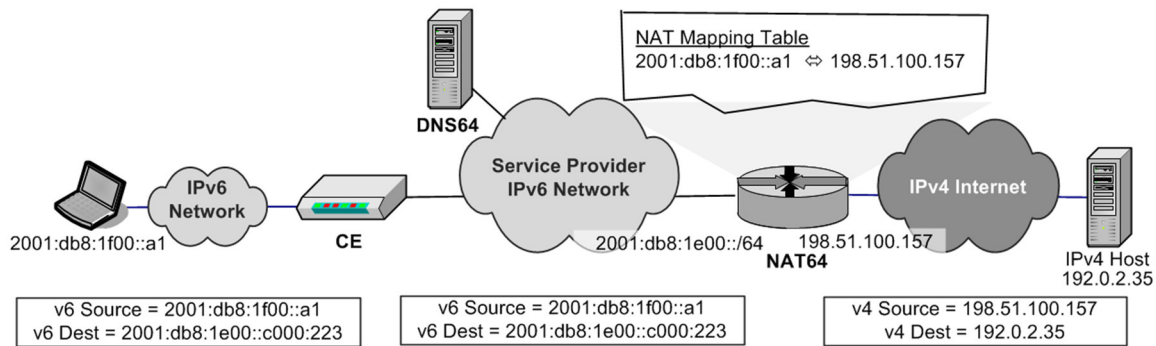 NAT Mapping Table
2001:db8:1f00::a1 ⇔ 198.51.100.157
DNS64
Service Provider
IPv6 Network
IPv6
Network
IPv4 Internet
CE
2001:db8:1f00::a1
2001:db8:1e00::/64
198.51.100.157
NAT64
IPv4 Host
192.0.2.35
v6 Source = 2001:db8:1f00::a1
v6 Dest = 2001:db8:1e00::c000:223
v6 Source = 2001:db8:1f00::a1
v6 Dest = 2001:db8:1e00::c000:223
v4 Source = 198.51.100.157
v4 Dest = 192.0.2.35